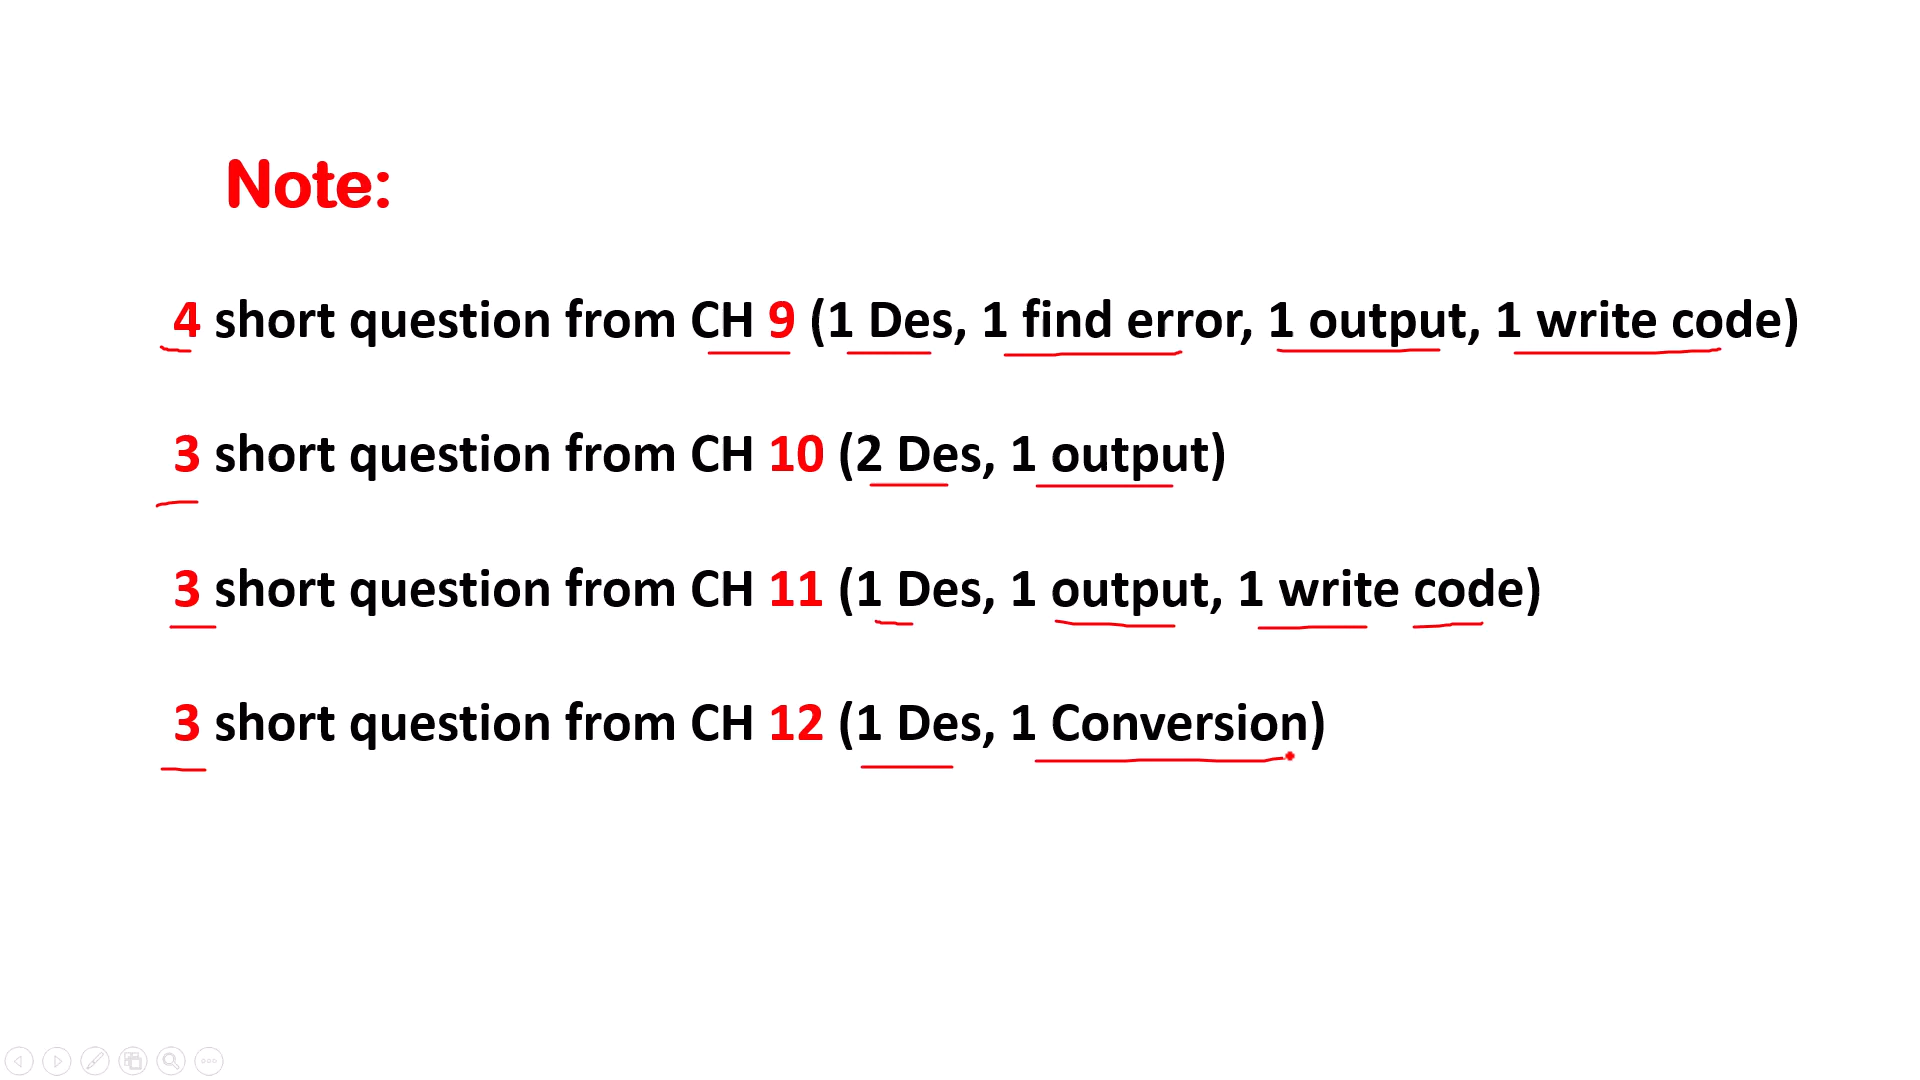 Note:
4 short question from CH 9 (1 Des, 1 find error, 1 output, 1 write code)
3 short question from CH 10 (2 Des, 1 output)
3 short question from CH 11 (1 Des, 1 output, 1 write code)
3 short question from CH 12 (1 Des, 1 Conversion)